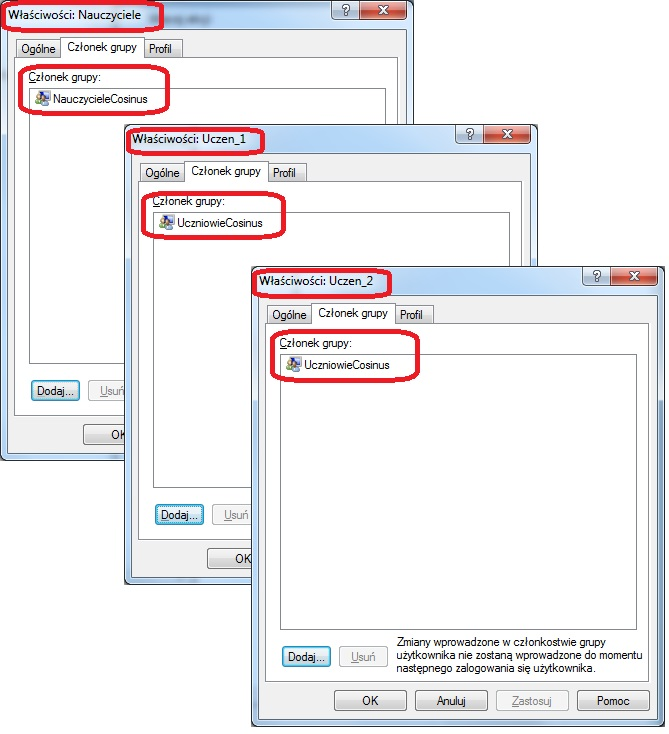 Właściwości: Nauczyciele
Ogólne Członek grupy Profil
Członek grupy:
NauczycieleCosinus
Dodaj... Usuń
OK
Właściwości: Uczen_1
Ogólne Członek grupy Profil
Członek grupy:
UczniowieCosinus
Dodaj... Usuń
OK
Właściwości: Uczen_2
Ogólne Członek grupy Profil
Członek grupy:
UczniowieCosinus
Dodaj... Usuń
Zmiany wprowadzone w członkostwie grupy
użytkownika nie zostaną wprowadzone do momentu
następnego zalogowania się użytkownika.
OK Anuluj Zastosuj Pomoc